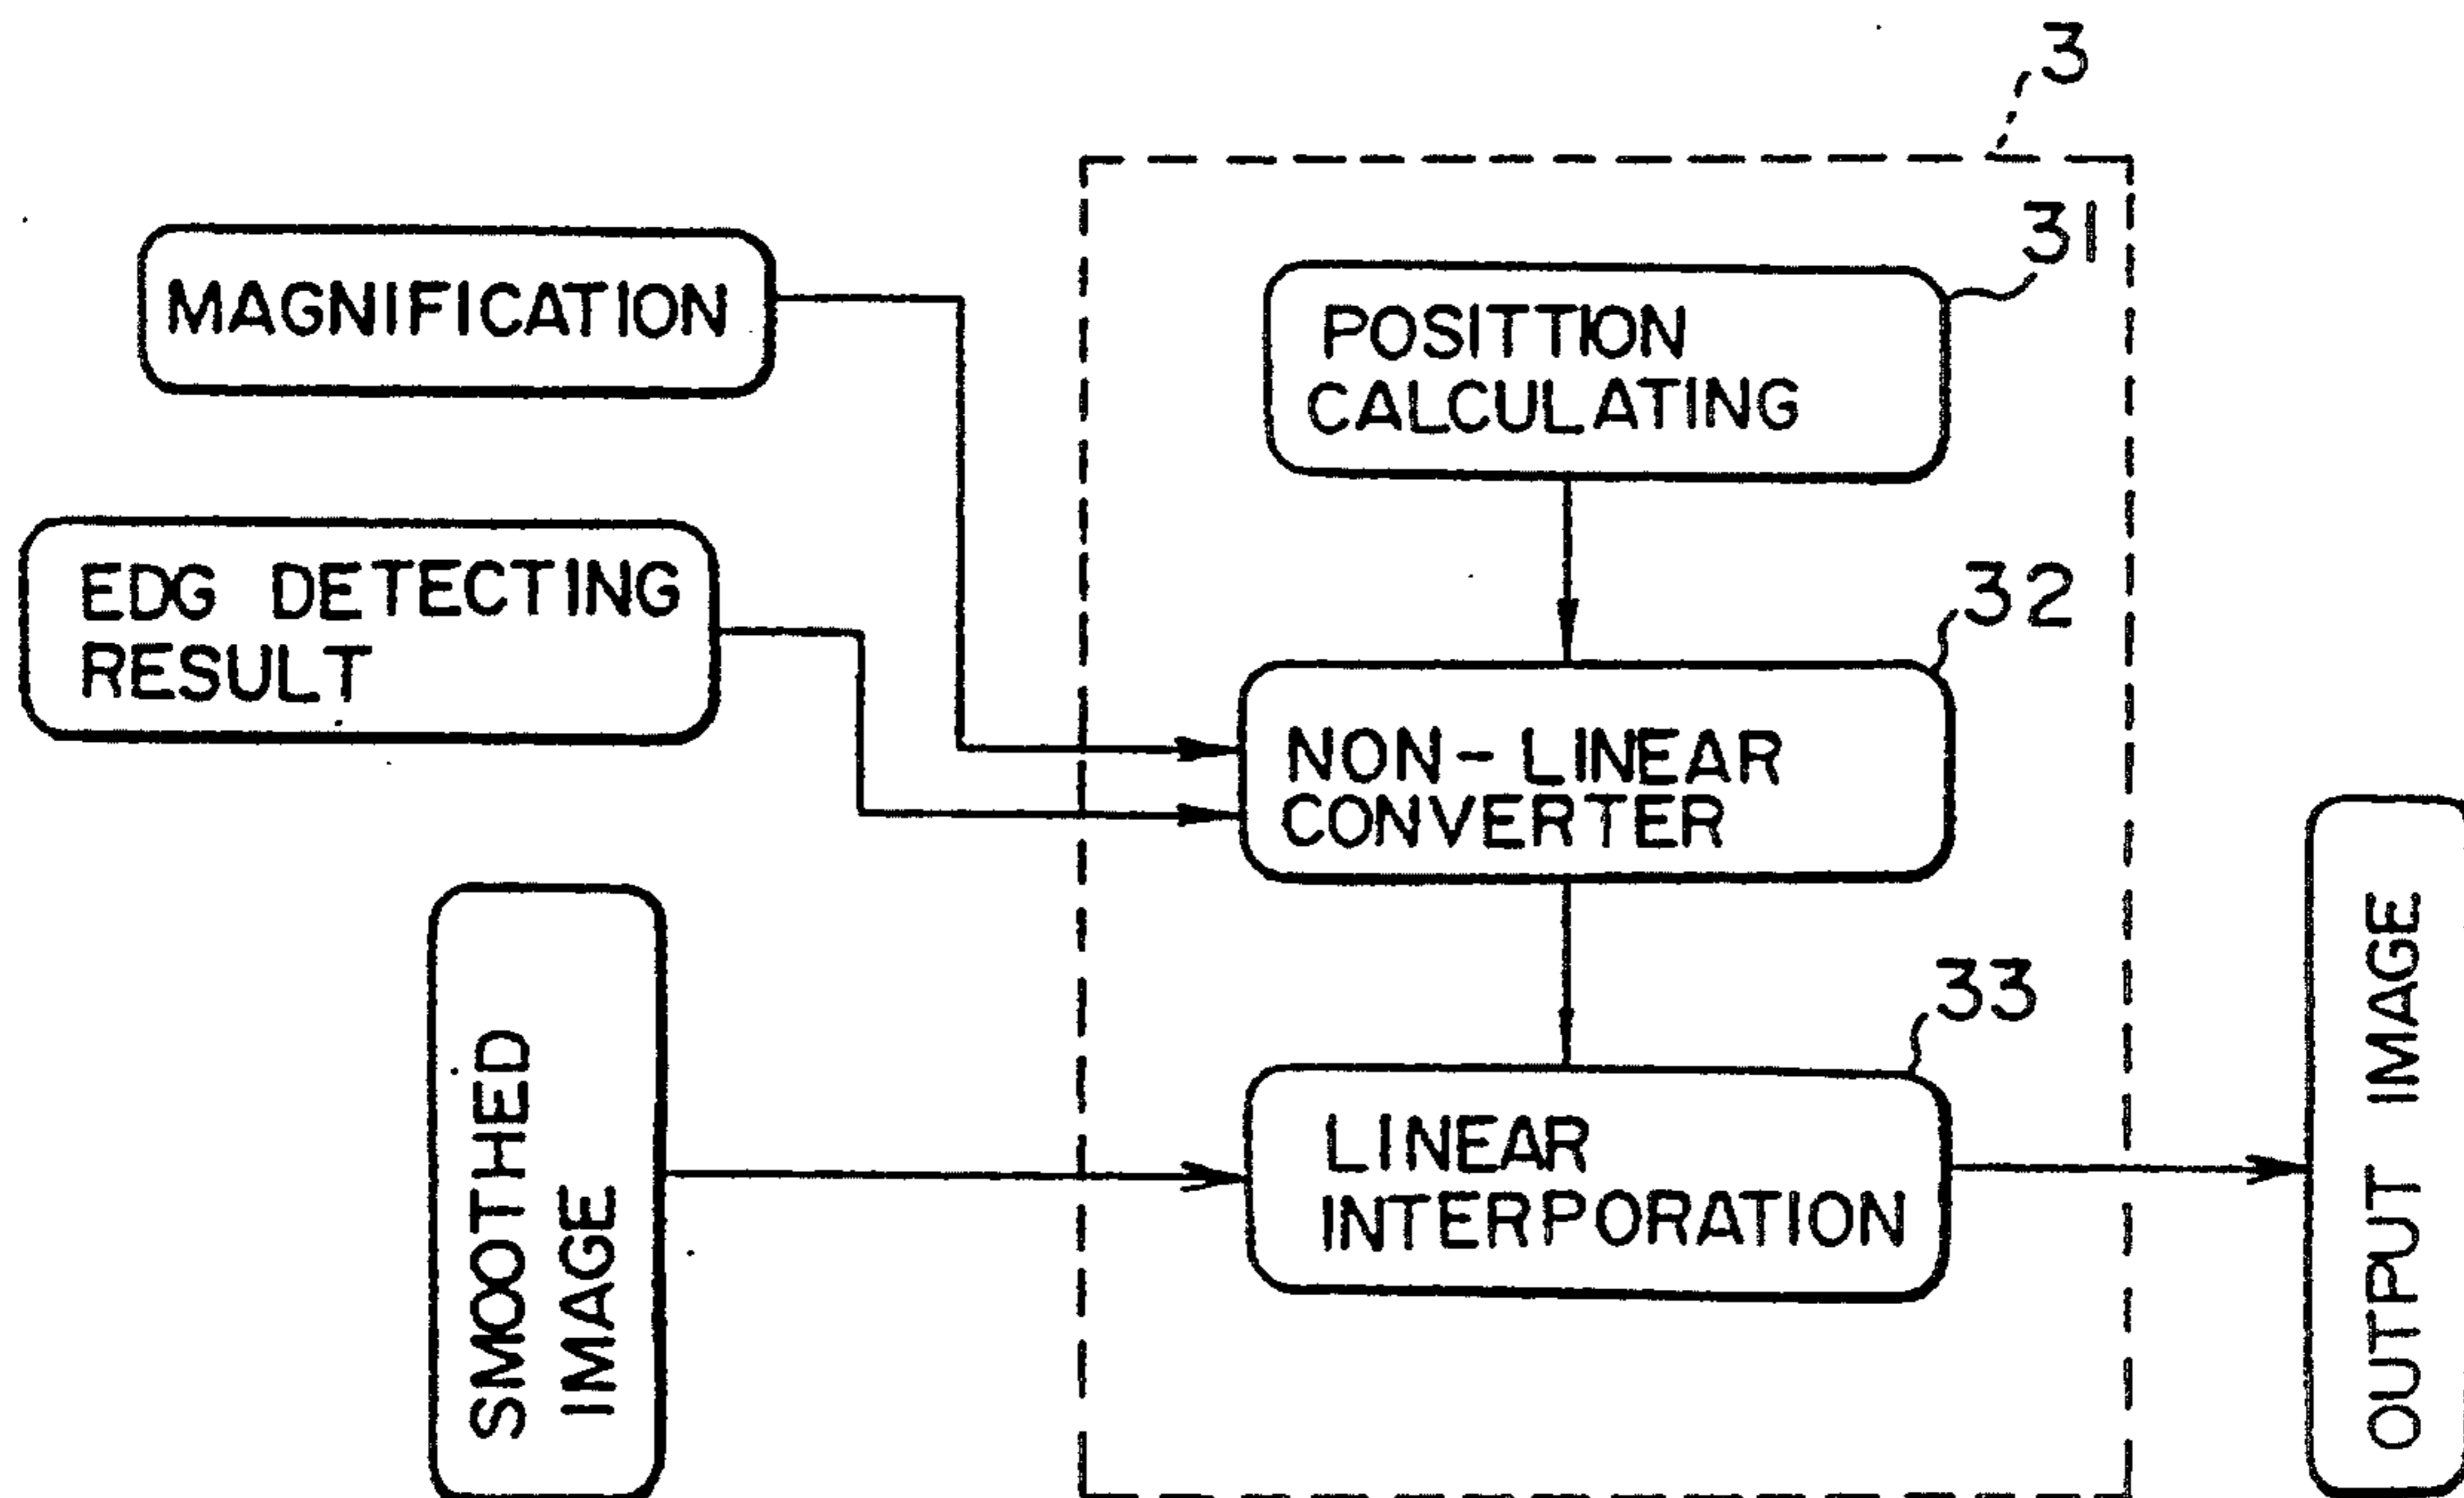 3
MAGNIFICATION
31
POSITTION
CALCULATING
EDG DETECTING
RESULT
32
NON-LINEAR
CONVERTER
SMOOTHED
IMAGE
33
LINEAR
INTERPORATION
OUTPUT IMAGE